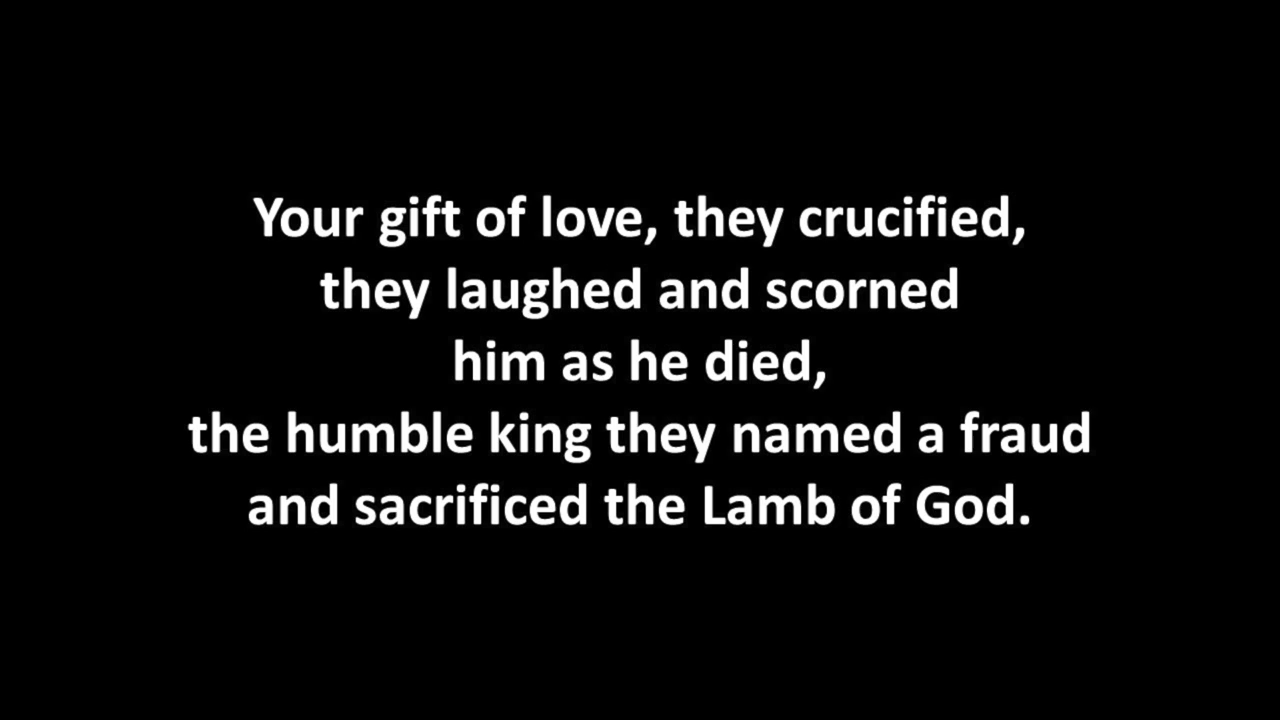 Your gift of love, they crucified,
they laughed and scorned
him as he died,
the humble king they named a fraud
and sacrificed the Lamb of God.